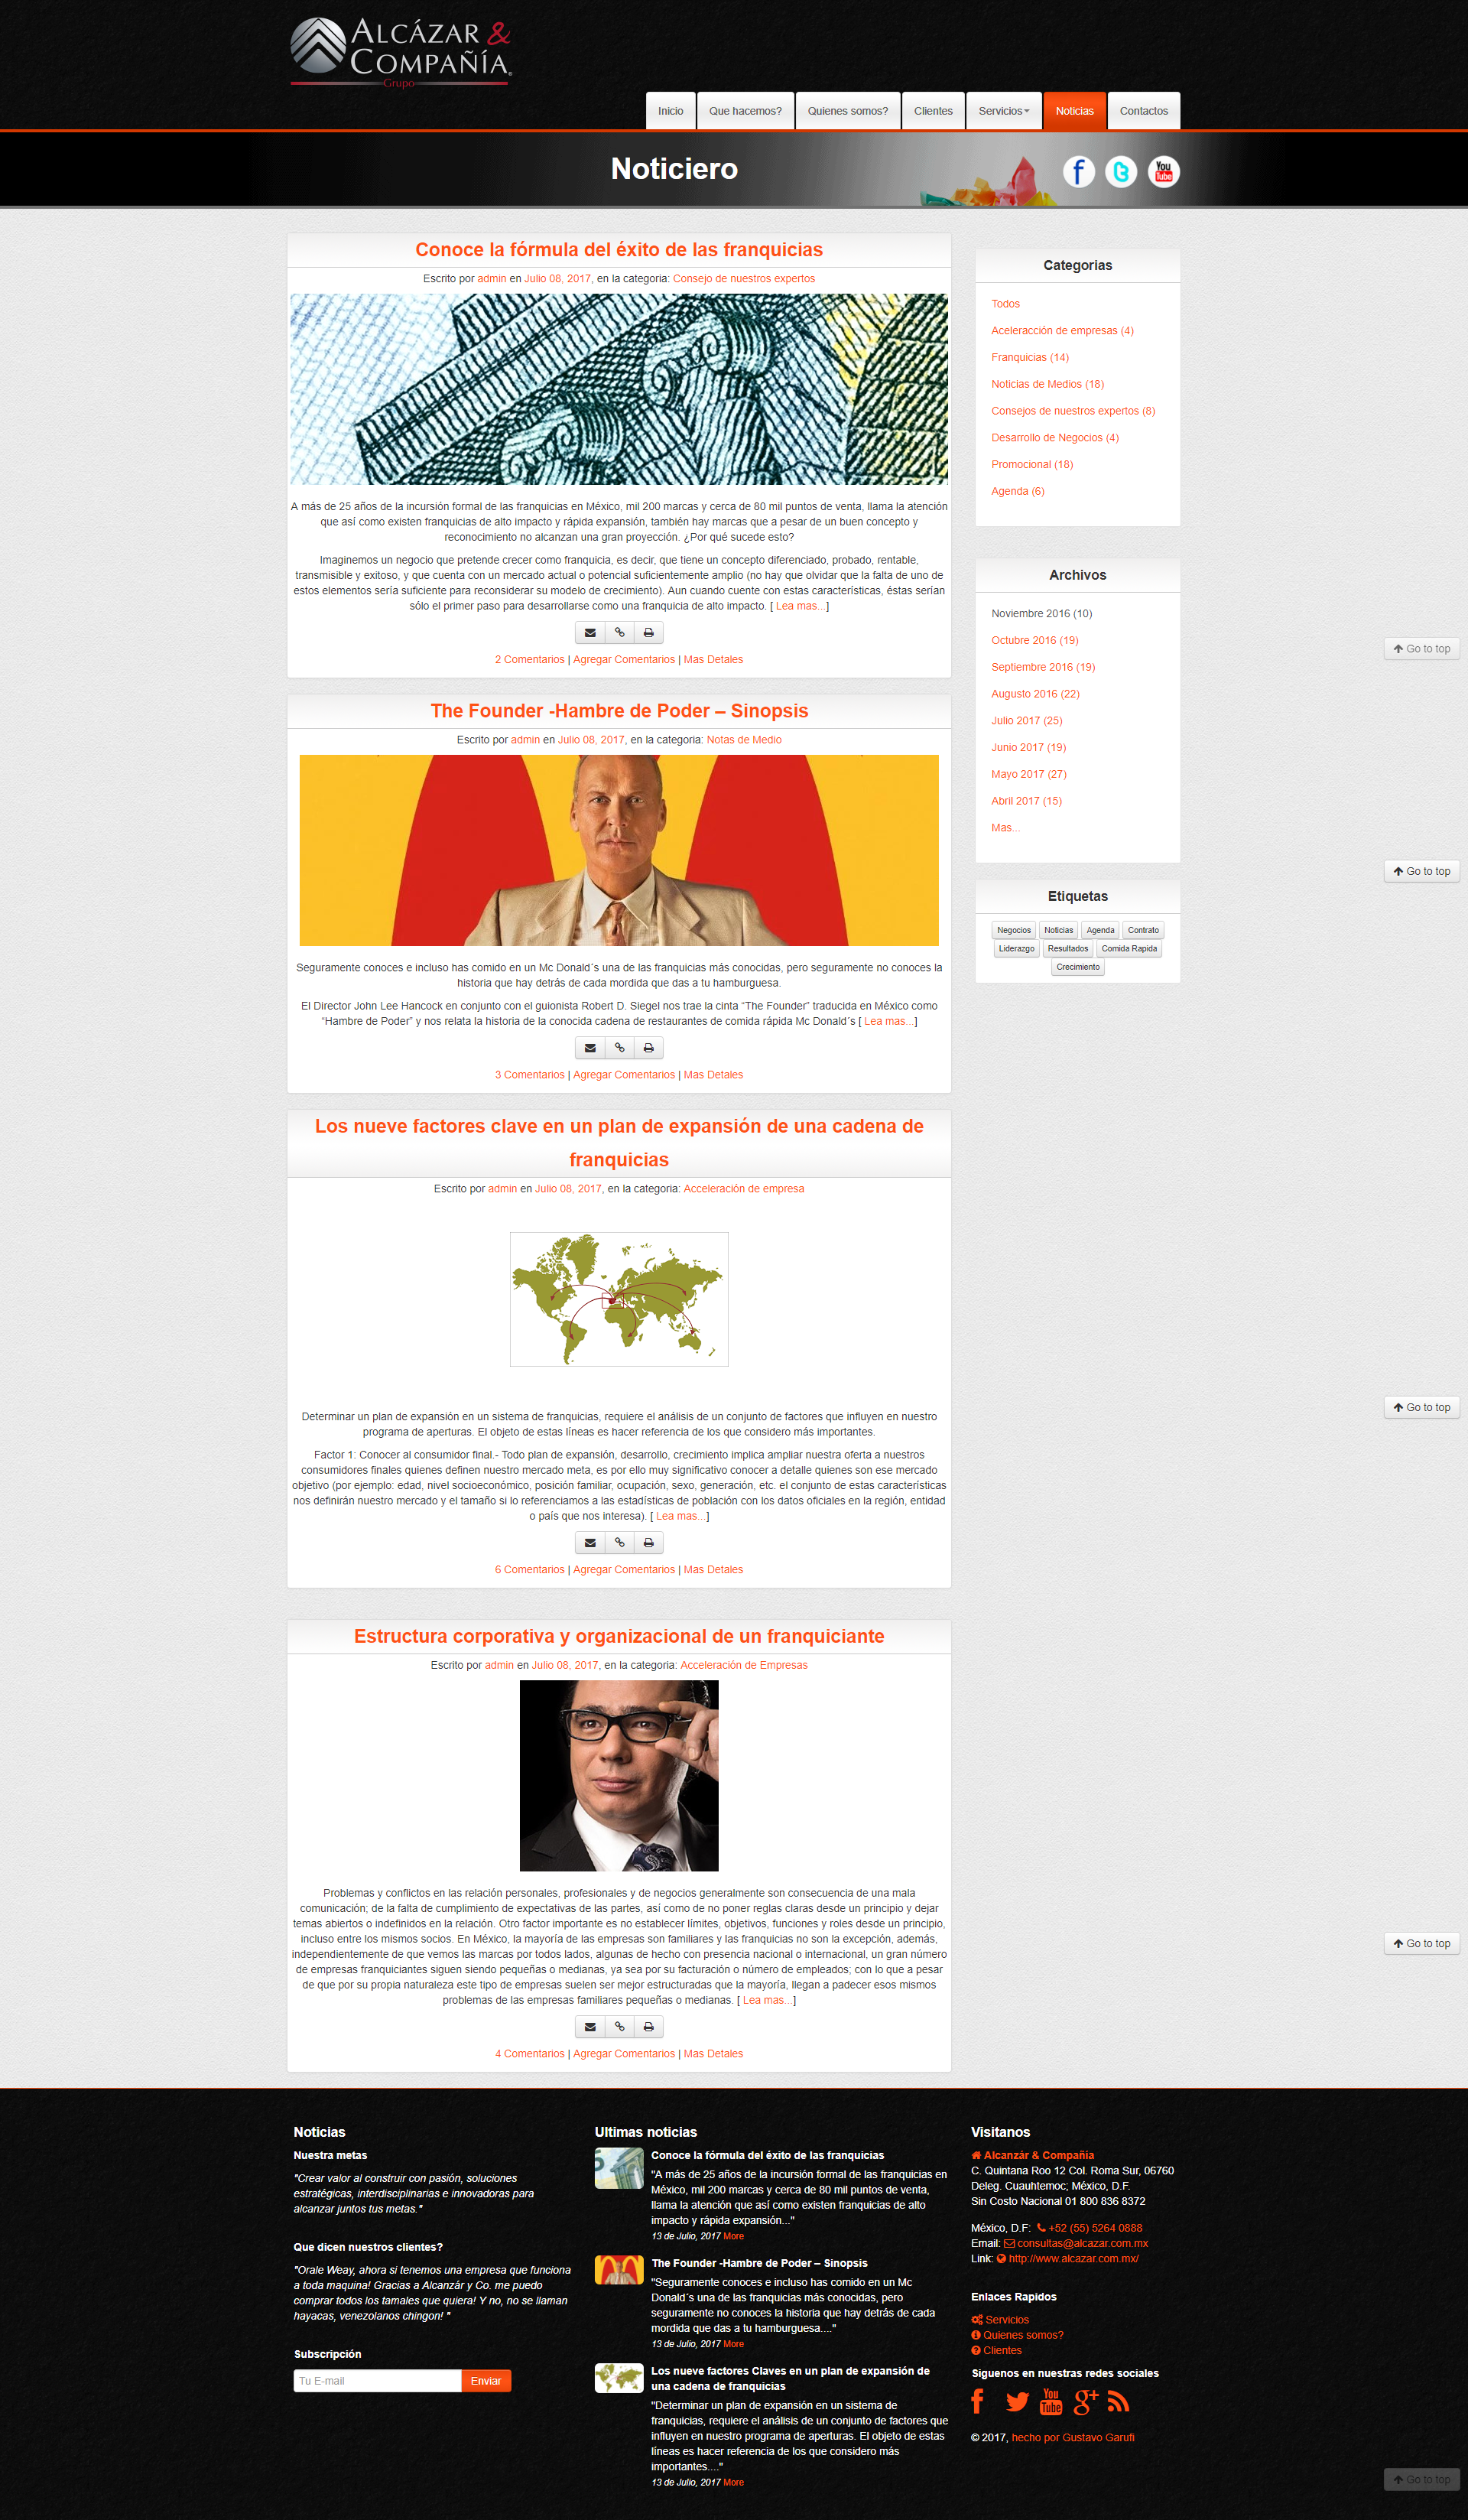 ALCÁZAR &
COMPAÑÍA®
Grupo
Inicio
Que hacemos?
Quienes somos?
Clientes
Servicios
Noticias
Contactos
Noticiero
f
t
You
Tube
Conoce la fórmula del éxito de las franquicias
Escrito por admin en Julio 08, 2017, en la categoria: Consejo de nuestros expertos
A más de 25 años de la incursión formal de las franquicias en México, mil 200 marcas y cerca de 80 mil puntos de venta, llama la atención
que así como existen franquicias de alto impacto y rápida expansión, también hay marcas que a pesar de un buen concepto y
reconocimiento no alcanzan una gran proyección. ¿Por qué sucede esto?
Imaginemos un negocio que pretende crecer como franquicia, es decir, que tiene un concepto diferenciado, probado, rentable,
transmisible y exitoso, y que cuenta con un mercado actual o potencial suficientemente amplio (no hay que olvidar que la falta de uno de
estos elementos sería suficiente para reconsiderar su modelo de crecimiento). Aun cuando cuente con estas características, éstas serían
sólo el primer paso para desarrollarse como una franquicia de alto impacto. [ Lea mas...]
2 Comentarios | Agregar Comentarios | Mas Detales
The Founder -Hambre de Poder – Sinopsis
Escrito por admin en Julio 08, 2017, en la categoria: Notas de Medio
Seguramente conoces e incluso has comido en un Mc Donald´s una de las franquicias más conocidas, pero seguramente no conoces la
historia que hay detrás de cada mordida que das a tu hamburguesa.
El Director John Lee Hancock en conjunto con el guionista Robert D. Siegel nos trae la cinta “The Founder” traducida en México como
“Hambre de Poder” y nos relata la historia de la conocida cadena de restaurantes de comida rápida Mc Donald´s [ Lea mas...]
3 Comentarios | Agregar Comentarios | Mas Detales
Los nueve factores clave en un plan de expansión de una cadena de
franquicias
Escrito por admin en Julio 08, 2017, en la categoria: Acceleración de empresa
Determinar un plan de expansión en un sistema de franquicias, requiere el análisis de un conjunto de factores que influyen en nuestro
programa de aperturas. El objeto de estas líneas es hacer referencia de los que considero más importantes.
Factor 1: Conocer al consumidor final.- Todo plan de expansión, desarrollo, crecimiento implica ampliar nuestra oferta a nuestros
consumidores finales quienes definen nuestro mercado meta, es por ello muy significativo conocer a detalle quienes son ese mercado
objetivo (por ejemplo: edad, nivel socioeconómico, posición familiar, ocupación, sexo, generación, etc. el conjunto de estas características
nos definirán nuestro mercado y el tamaño si lo referenciamos a las estadísticas de población con los datos oficiales en la región, entidad
o país que nos interesa). [ Lea mas...]
6 Comentarios | Agregar Comentarios | Mas Detales
Estructura corporativa y organizacional de un franquiciante
Escrito por admin en Julio 08, 2017, en la categoria: Acceleración de Empresas
Problemas y conflictos en las relación personales, profesionales y de negocios generalmente son consecuencia de una mala
comunicación; de la falta de cumplimiento de expectativas de las partes, así como de no poner reglas claras desde un principio y dejar
temas abiertos o indefinidos en la relación. Otro factor importante es no establecer límites, objetivos, funciones y roles desde un principio,
incluso entre los mismos socios. En México, la mayoría de las empresas son familiares y las franquicias no son la excepción, además,
independientemente de que vemos las marcas por todos lados, algunas de hecho con presencia nacional o internacional, un gran número
de empresas franquiciantes siguen siendo pequeñas o medianas, ya sea por su facturación o número de empleados; con lo que a pesar
de que por su propia naturaleza este tipo de empresas suelen ser mejor estructuradas que la mayoría, llegan a padecer esos mismos
problemas de las empresas familiares pequeñas o medianas. [ Lea mas...]
4 Comentarios | Agregar Comentarios | Mas Detales
Categorias
Todos
Aceleracción de empresas (4)
Franquicias (14)
Noticias de Medios (18)
Consejos de nuestros expertos (8)
Desarrollo de Negocios (4)
Promocional (18)
Agenda (6)
Archivos
Noviembre 2016 (10)
Octubre 2016 (19)
Septiembre 2016 (19)
Augusto 2016 (22)
Julio 2017 (25)
Junio 2017 (19)
Mayo 2017 (27)
Abril 2017 (15)
Mas...
Etiquetas
Negocios
Noticias
Agenda
Contrato
Liderazgo
Resultados
Comida Rapida
Crecimiento
Go to top
Go to top
Go to top
Go to top
Noticias
Nuestra metas
"Crear valor al construir con pasión, soluciones
estratégicas, interdisciplinarias e innovadoras para
alcanzar juntos tus metas."
Que dicen nuestros clientes?
"Orale Weay, ahora si tenemos una empresa que funciona
a toda maquina! Gracias a Alcanzár y Co. me puedo
comprar todos los tamales que quiera! Y no, no se llaman
hayacas, venezolanos chingon! "
Subscripción
Tu E-mail
Enviar
Ultimas noticias
Conoce la fórmula del éxito de las franquicias
"A más de 25 años de la incursión formal de las franquicias en
México, mil 200 marcas y cerca de 80 mil puntos de venta,
llama la atención que así como existen franquicias de alto
impacto y rápida expansión..."
13 de Julio, 2017 More
The Founder -Hambre de Poder – Sinopsis
"Seguramente conoces e incluso has comido en un Mc
Donald´s una de las franquicias más conocidas, pero
seguramente no conoces la historia que hay detrás de cada
mordida que das a tu hamburguesa...."
13 de Julio, 2017 More
Los nueve factores Claves en un plan de expansión de
una cadena de franquicias
"Determinar un plan de expansión en un sistema de
franquicias, requiere el análisis de un conjunto de factores que
influyen en nuestro programa de aperturas. El objeto de estas
líneas es hacer referencia de los que considero más
importantes...."
13 de Julio, 2017 More
Visitanos
Alcanzár & Compañía
C. Quintana Roo 12 Col. Roma Sur, 06760
Deleg. Cuauhtemoc; México, D.F.
Sin Costo Nacional 01 800 836 8372
México, D.F: +52 (55) 5264 0888
Email: consultas@alcazar.com.mx
Link: http://www.alcazar.com.mx/
Enlaces Rapidos
Servicios
Quienes somos?
Clientes
Siguenos en nuestras redes sociales
You
Tube
© 2017, hecho por Gustavo Garufi
Go to top